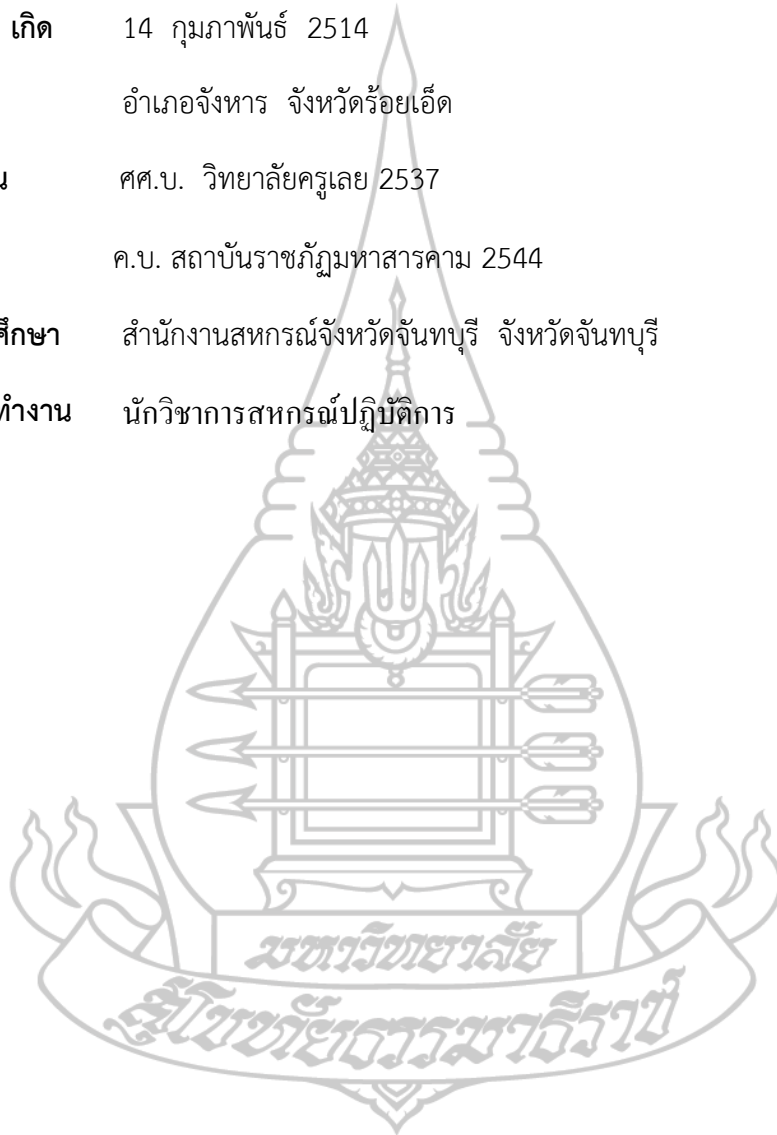 เกิด 14 กุมภาพันธ์ 2514
อำเภอจังหาร จังหวัดร้อยเอ็ด
น ศศ.บ. วิทยาลัยครูเลย 2537
ค.บ. สถาบันราชภัฏมหาสารคาม 2544
ศึกษา สำนักงานสหกรณ์จังหวัดจันทบุรี จังหวัดจันทบุรี
ทำงาน นักวิชาการสหกรณ์ปฏิบัติการ
มหาวิทยาลัย
สุโขทัยธรรมาธิราช